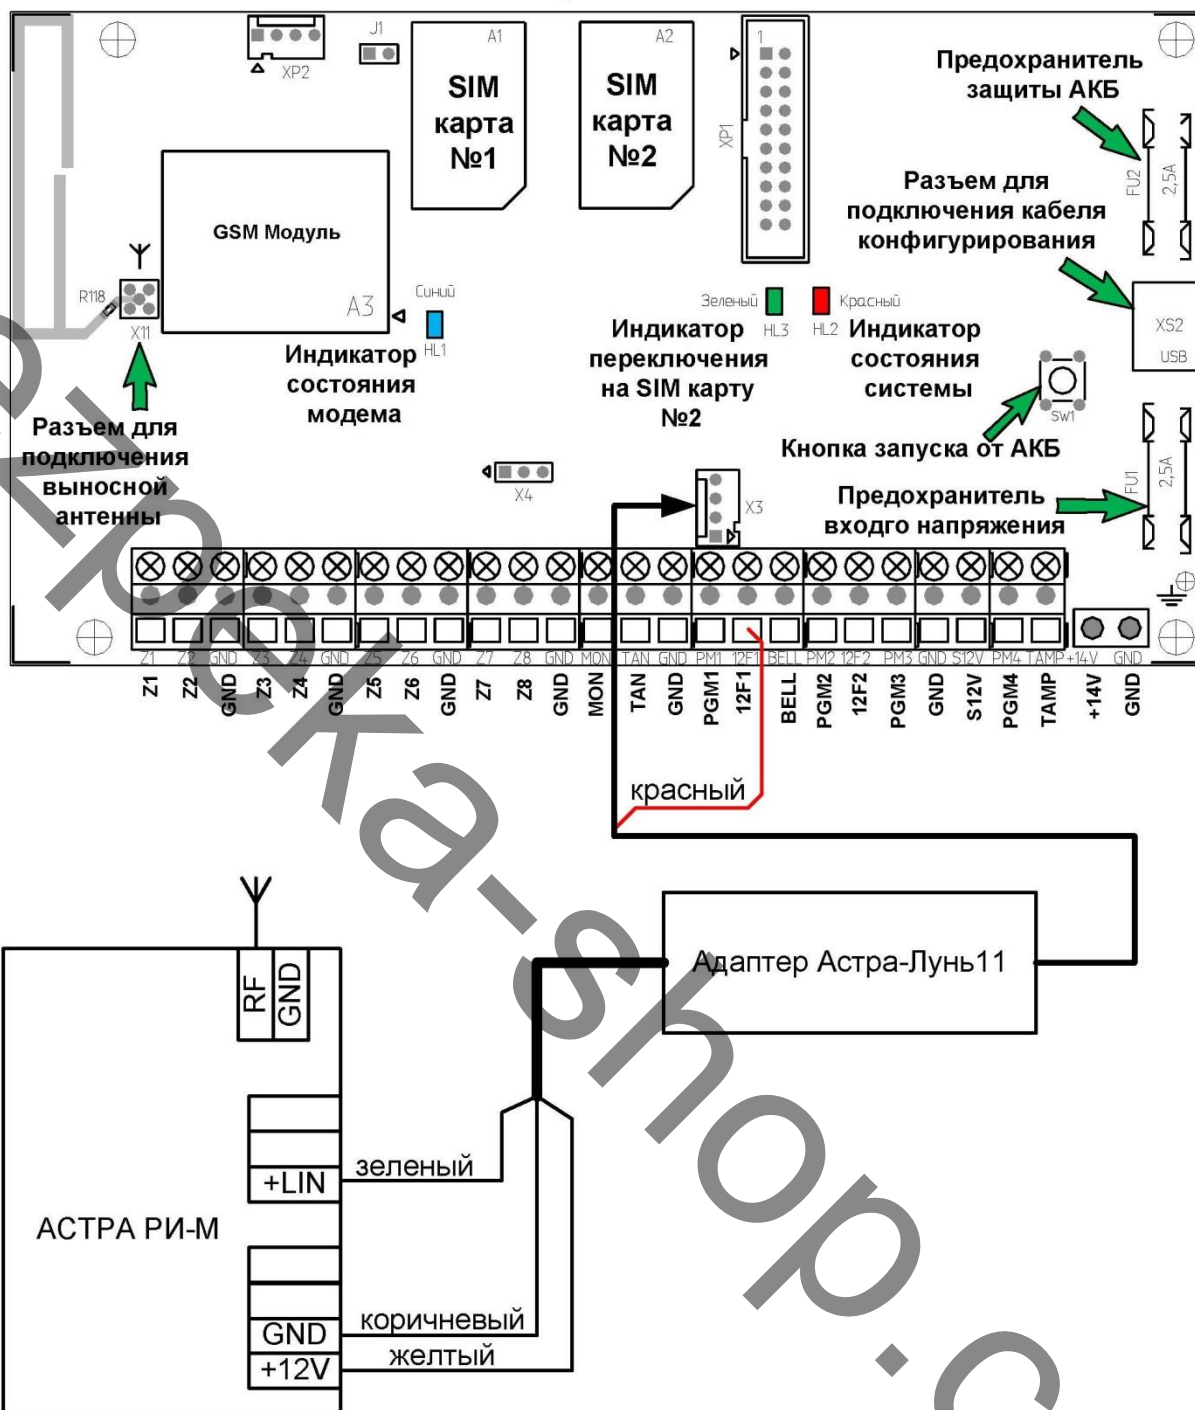 XP2
J1
A1
SIM
карта
№1
A2
SIM
карта
№2
1
XP1
Предохранитель
защиты АКБ
FU2
2,5A
Разъем для
подключения кабеля
конфигурирования
GSM Модуль
A3
R118
X11
Синий
HL1
Индикатор
состояния
модема
Зеленый
HL3
Индикатор
переключения
на SIM карту
№2
Красный
HL2
Индикатор
состояния
системы
XS2
USB
SW1
Кнопка запуска от АКБ
Разъем для
подключения
выносной
антенны
X4
X3
Предохранитель
входго напряжения
FU1
2,5A
Z1 Z2 GND Z3 Z4 GND Z5 Z6 GND Z7 Z8 GND MON TAN GND PM1 12F1 BELL PM2 12F2 PM3 GND S12V PM4 TAMP +14V GND
Z1 Z2 GND Z3 Z4 GND Z5 Z6 GND Z7 Z8 GND MON TAN GND PGM1 12F1 BELL PGM2 12F2 PGM3 GND S12V PGM4 TAMP +14V GND
красный
Адаптер Астра-Лунь11
RF
GND
+LIN
зеленый
АСТРА РИ-М
GND
коричневый
+12V
желтый
ezpeka-shop.c